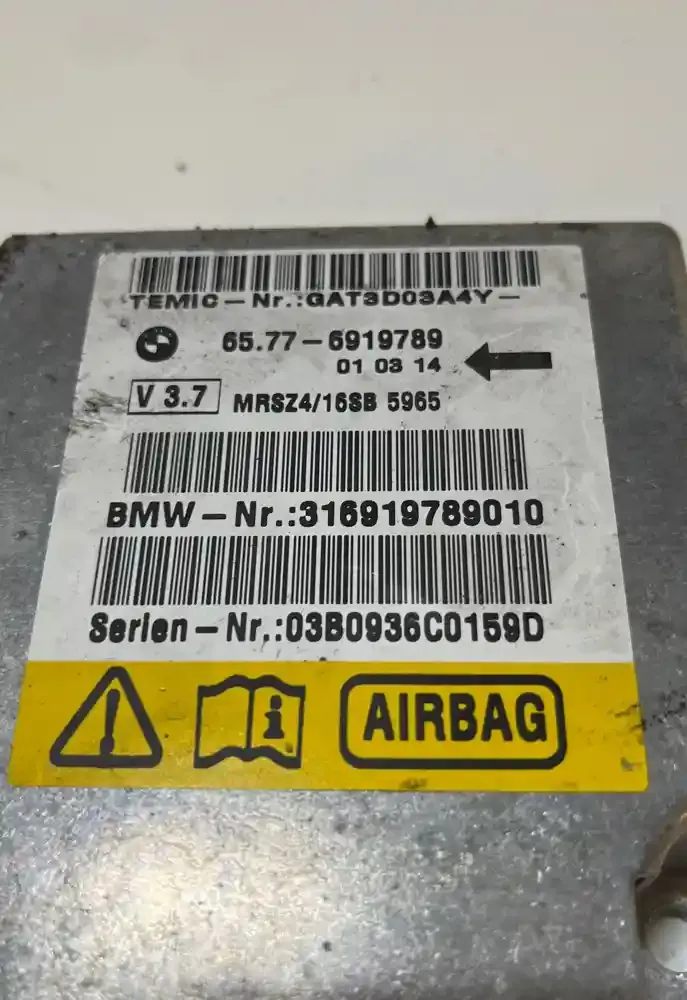 TEMIC-Nr.:GAT3D03A4Y-
65.77-6919789
01 03 14
V 3.7 MRSZ4/16SB 5965
BMW-Nr.:316919789010
Serien-Nr.:03B0936C0159D
i AIRBAG